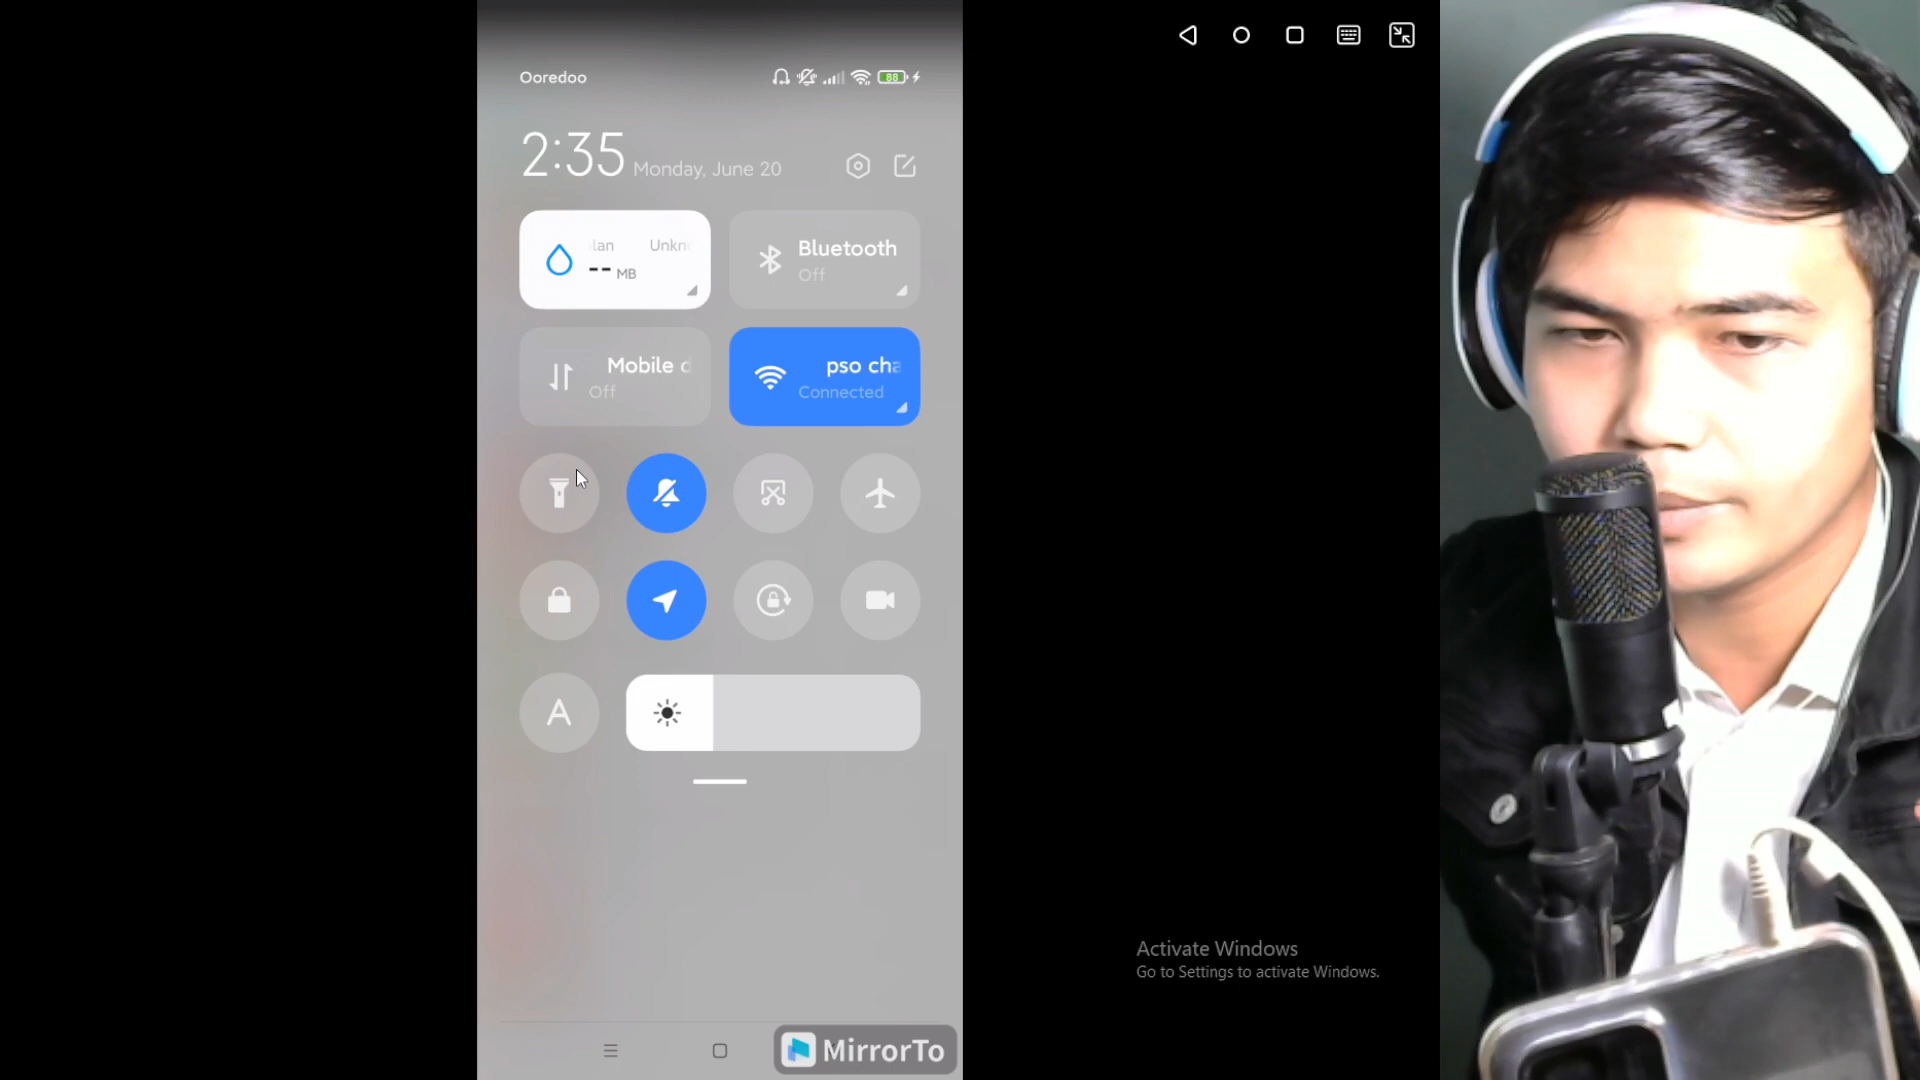 Ooredoo
88
2:35 Monday, June 20
lan Unkn
-- MB
Bluetooth
Off
Mobile d
Off
pso cha
Connected
A
Activate Windows
Go to Settings to activate Windows.
MirrorTo